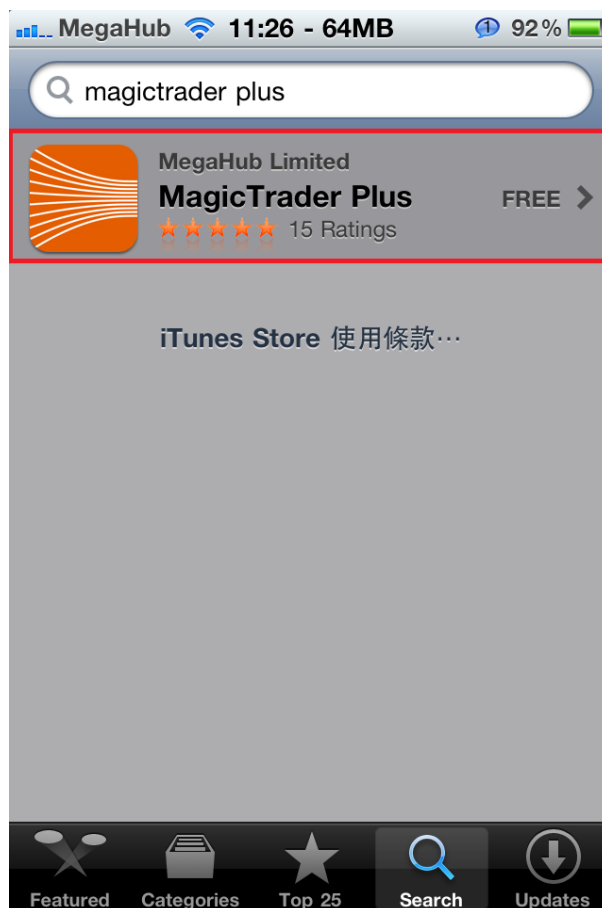 MegaHub 11:26 - 64MB 1 92%
magictrader plus
MegaHub Limited
MagicTrader Plus FREE
15 Ratings
iTunes Store 使用條款⋯
Featured Categories Top 25 Search Updates